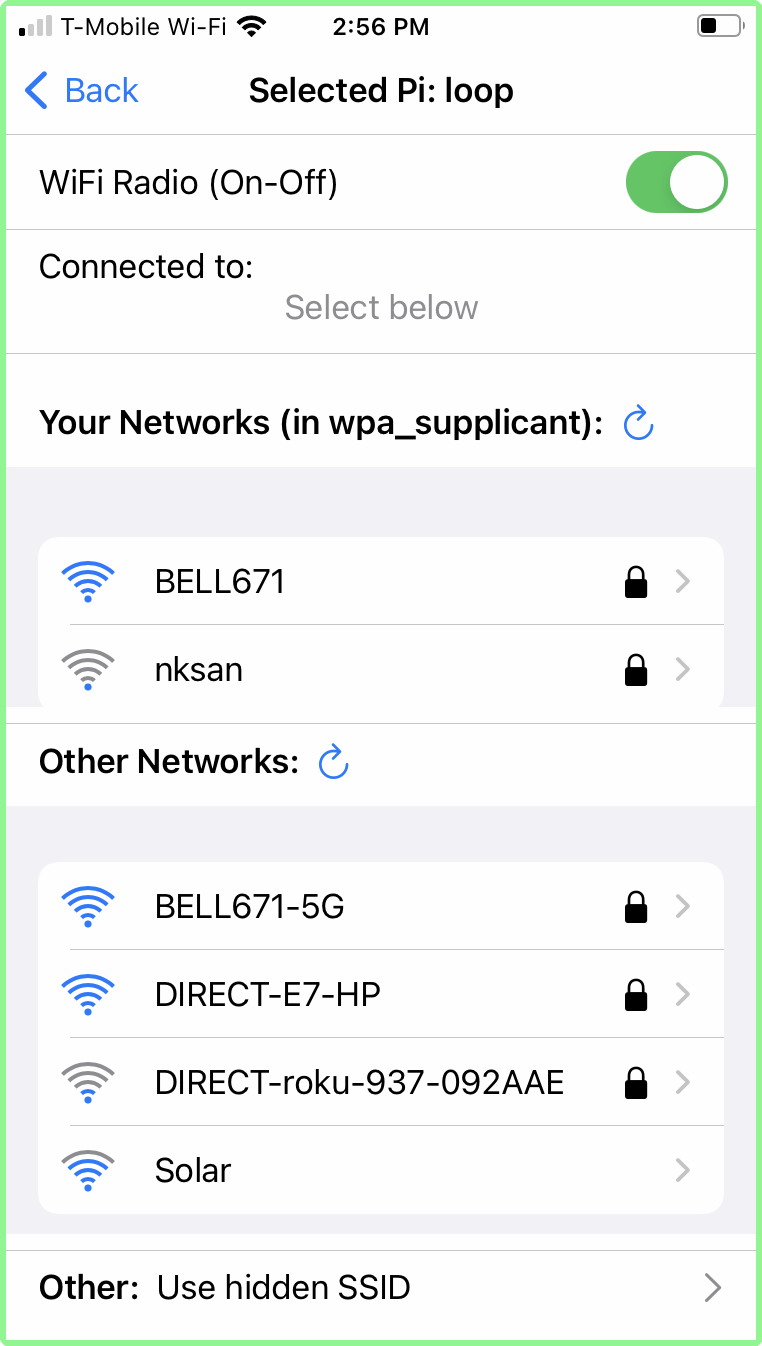 T-Mobile Wi-Fi 2:56 PM
Back Selected Pi: loop
WiFi Radio (On-Off)
Connected to:
Select below
Your Networks (in wpa_supplicant):
BELL671
nksan
Other Networks:
BELL671-5G
DIRECT-E7-HP
DIRECT-roku-937-092AAE
Solar
Other: Use hidden SSID